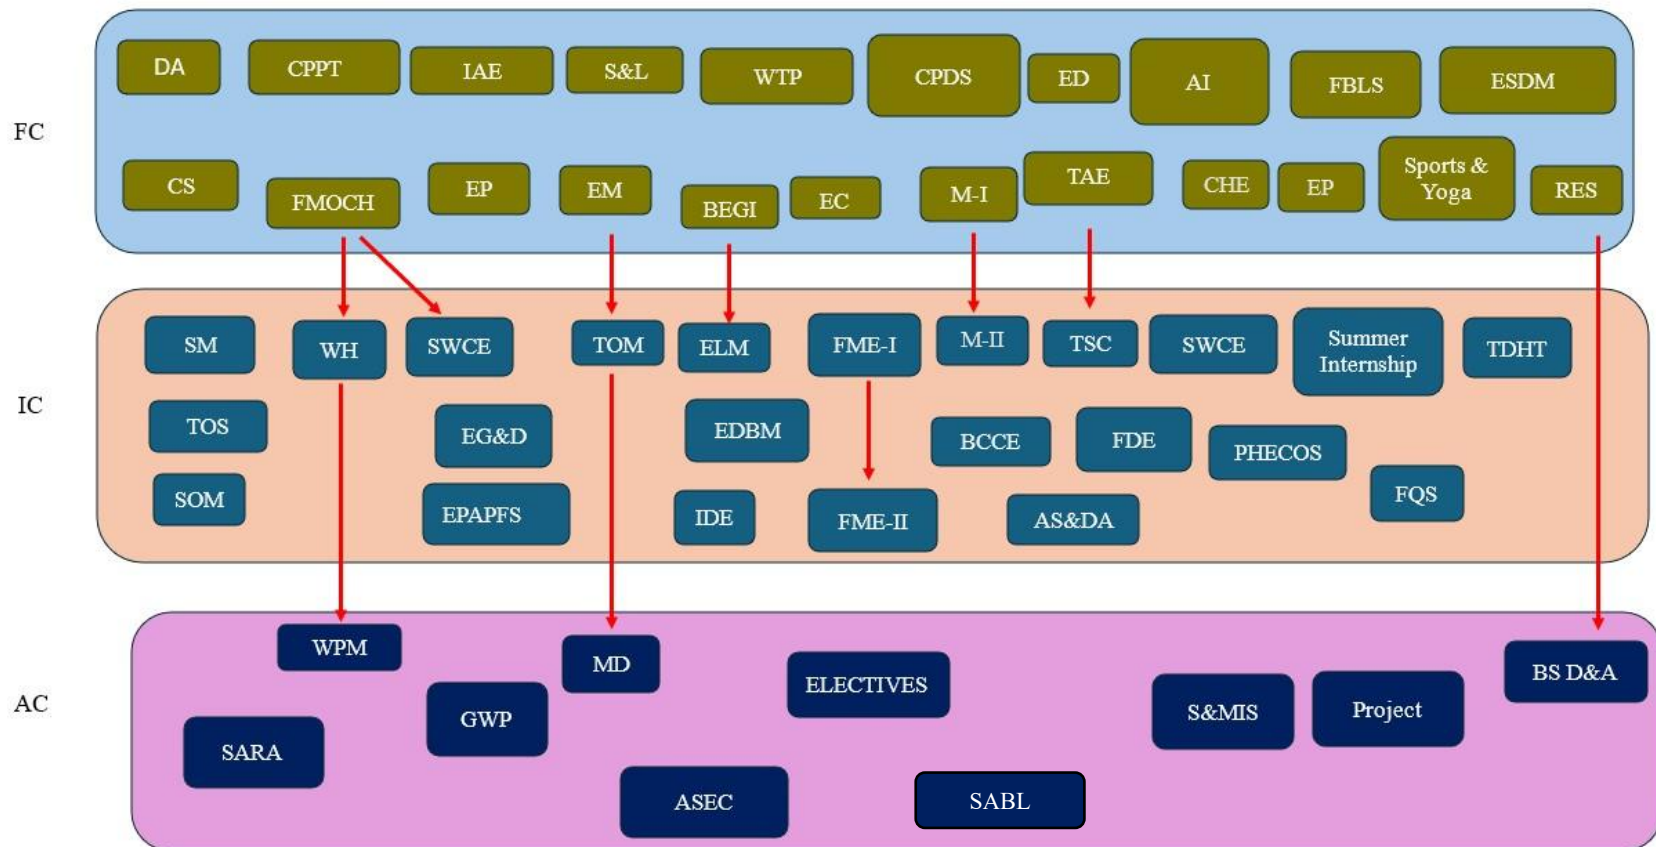 DA
CPPT
IAE
S&L
WTP
CPDS
ED
AI
FBLS
ESDM
FC
CS
FMOCH
EP
EM
BEGI
EC
M-I
TAE
CHE
EP
Sports &
Yoga
RES
SM
WH
SWCE
TOM
ELM
FME-I
M-II
TSC
SWCE
Summer
Internship
TDHT
IC
TOS
EG&D
EDBM
BCCE
FDE
PHECOS
SOM
EPAPFS
IDE
FME-II
AS&DA
FQS
WPM
MD
ELECTIVES
BS D&A
AC
SARA
GWP
S&MIS
Project
ASEC
SABL